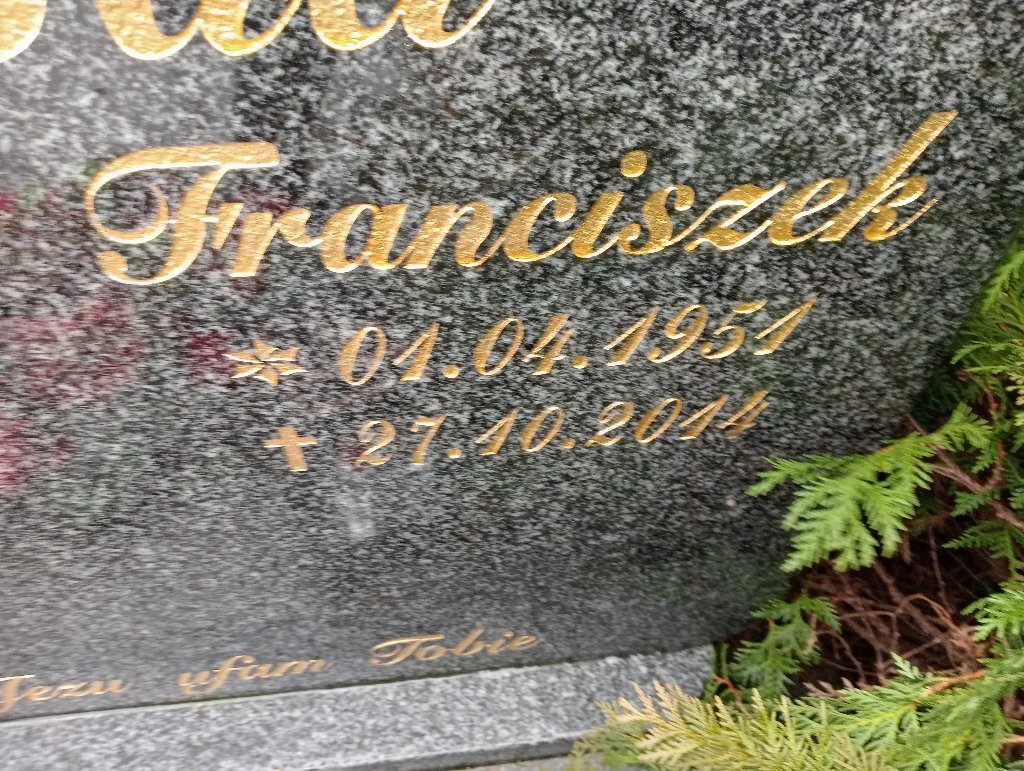 Franciszek
* 01.04.1951
✝ 27.10.2014
Jezu ufam Tobie